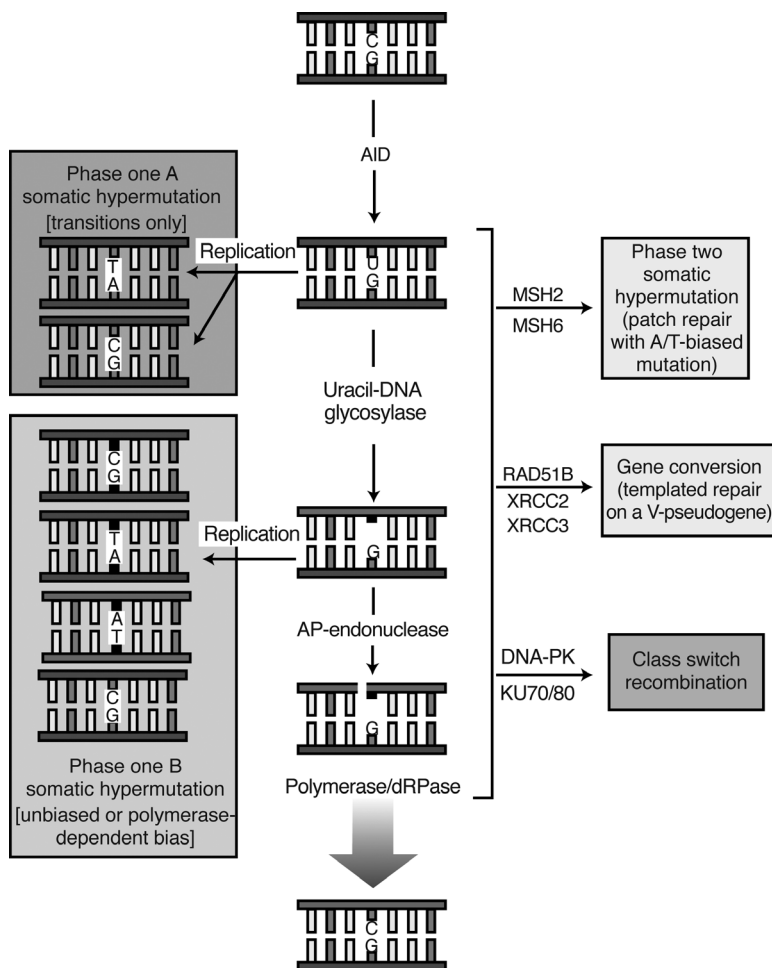 C
G
AID
Phase one A
somatic hypermutation
[transitions only]
T
A
C
G
Replication
U
G
MSH2
MSH6
Phase two
somatic
hypermutation
(patch repair
with A/T-biased
mutation)
Uracil-DNA
glycosylase
C
G
T
A
A
T
C
G
Phase one B
somatic hypermutation
[unbiased or polymerase-
dependent bias]
Replication
G
RAD51B
XRCC2
XRCC3
Gene conversion
(templated repair
on a V-pseudogene)
AP-endonuclease
G
DNA-PK
KU70/80
Class switch
recombination
Polymerase/dRPase
C
G